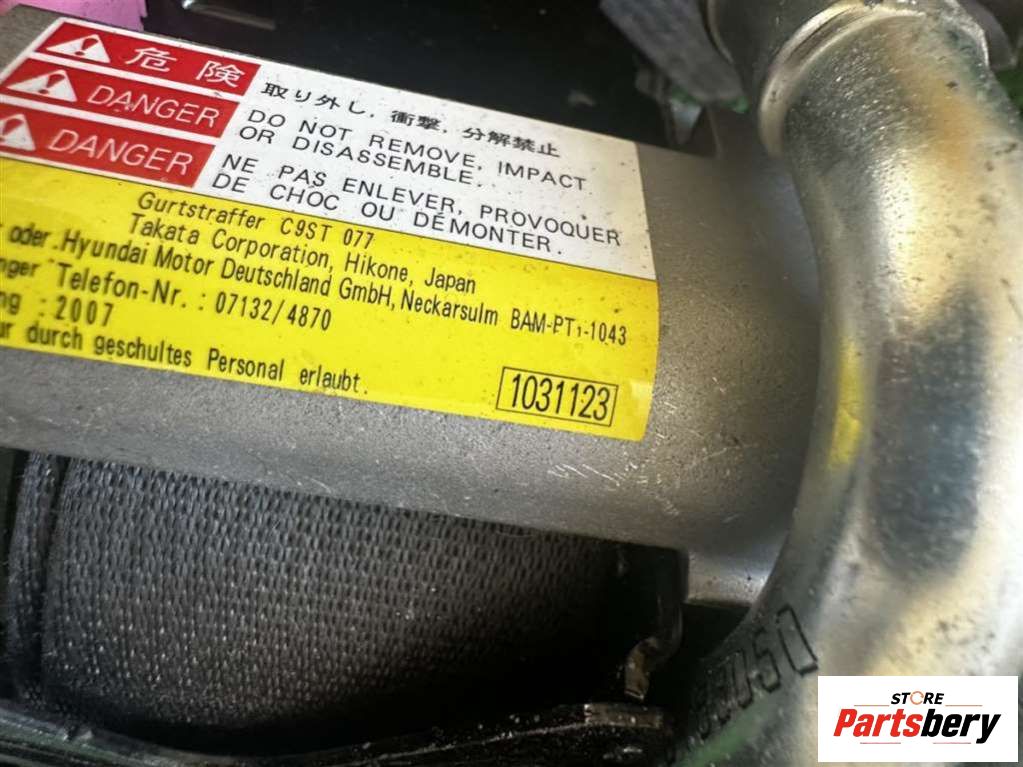 危険
DANGER
DANGER
取り外し，衝撃，分解禁止
DO NOT REMOVE, IMPACT
OR DISASSEMBLE.
NE PAS ENLEVER, PROVOQUER
DE CHOC OU DÉMONTER.
Gurtstraffer C9ST 077
Takata Corporation, Hikone, Japan
oder Hyundai Motor Deutschland GmbH, Neckarsulm BAM-PT1-1043
Telefon-Nr. : 07132/4870
: 2007
durch geschultes Personal erlaubt.
1031123
STORE
Partsbery